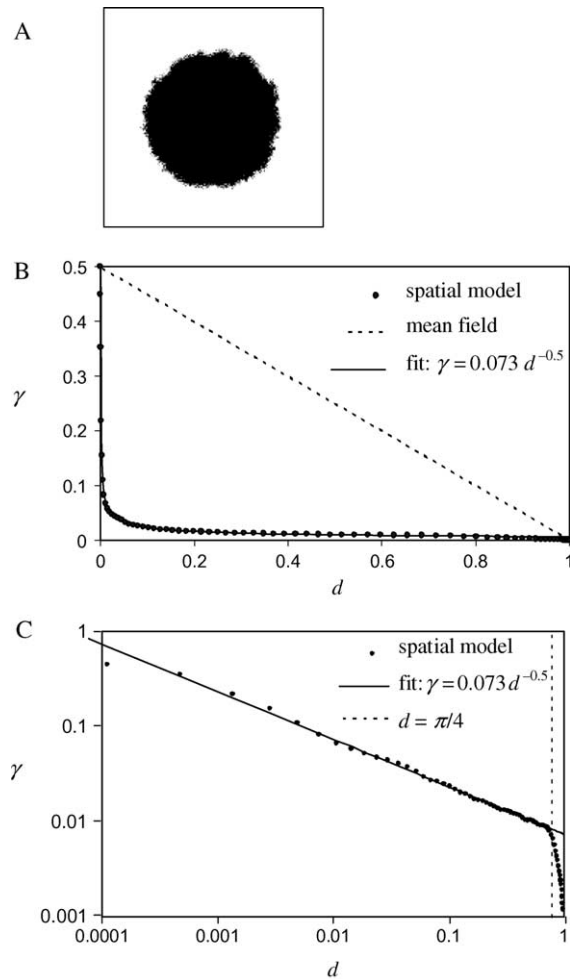 A
B
0.5
0.4
0.3
0.2
0.1
0
γ
spatial model
mean field
fit: γ = 0.073 d^−0.5
0 0.2 0.4 0.6 0.8 1
d
C
1
0.1
0.01
0.001
γ
spatial model
fit: γ = 0.073 d^−0.5
d = π/4
0.0001 0.001 0.01 0.1 1
d